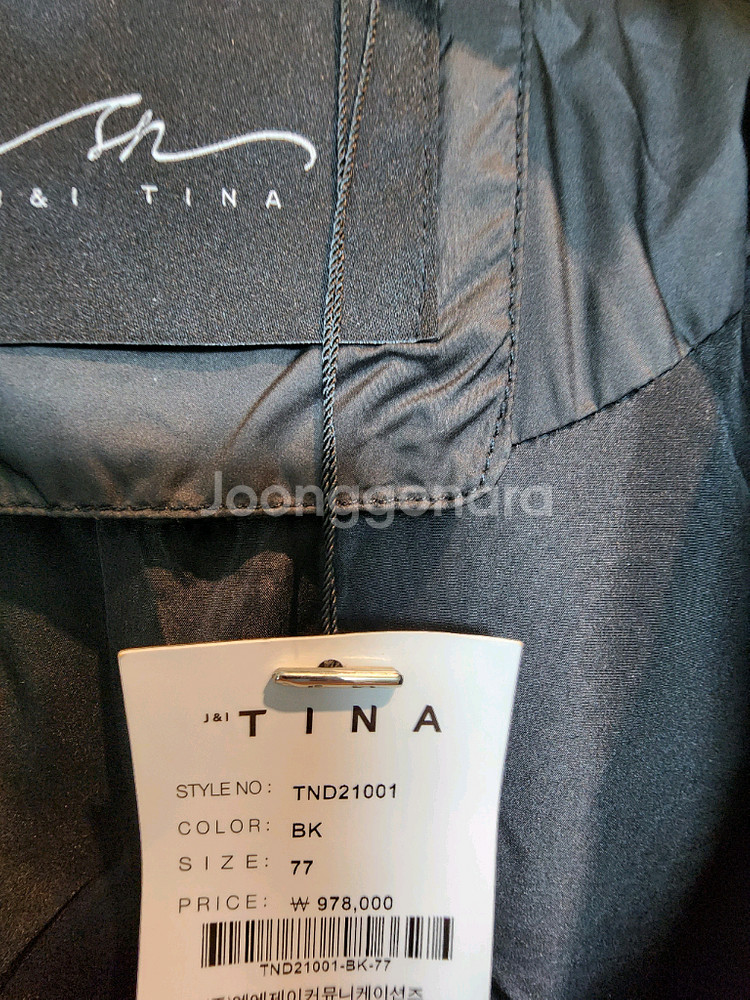 J&I TINA
Joonggonara
J&I TINA
STYLE NO: TND21001
COLOR: BK
SIZE: 77
PRICE: ₩ 978,000
TND21001-BK-77